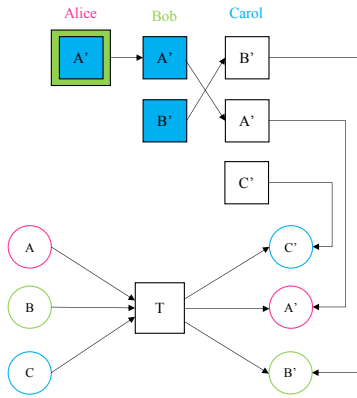 Alice Bob Carol
A’ A’ B’
B’ A’
C’
A C’
B T A’
C B’